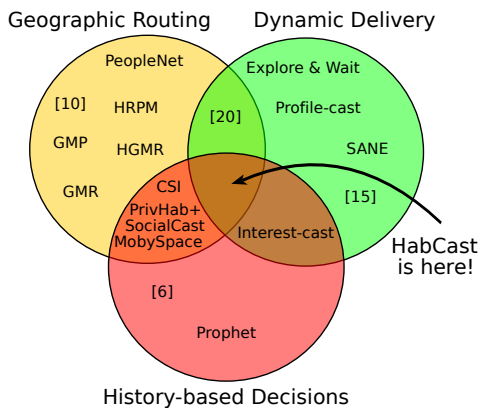 Geographic Routing
Dynamic Delivery
PeopleNet
Explore & Wait
[10]
HRPM
[20]
Profile-cast
GMP
HGMR
SANE
GMR
CSI
[15]
PrivHab+
SocialCast
MobySpace
Interest-cast
HabCast
is here!
[6]
Prophet
History-based Decisions